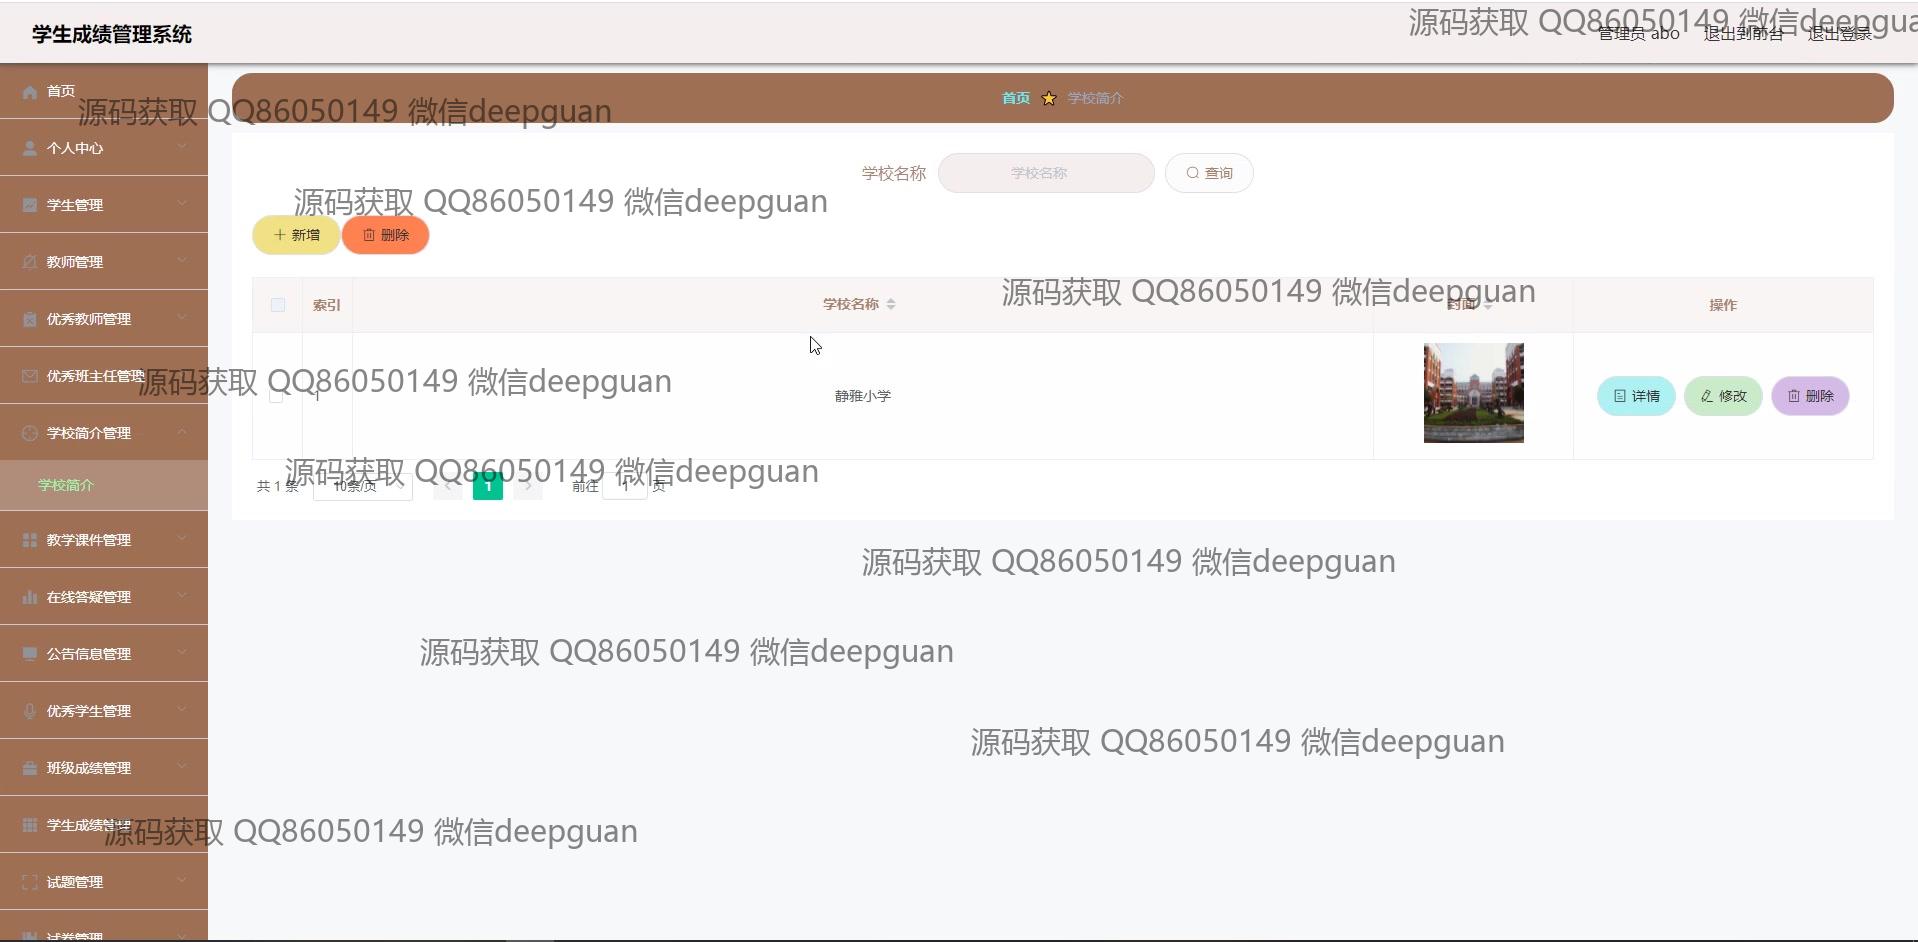 学生成绩管理系统
源码获取 QQ86050149 微信deepgua
管理员 abo
退出到前台
退出登录
首页
源码获取 QQ86050149 微信deepguan
首页
学校简介
个人中心
学校名称
学校名称
查询
学生管理
源码获取 QQ86050149 微信deepguan
新增
删除
教师管理
源码获取 QQ86050149 微信deepguan
索引
学校名称
封面
操作
优秀教师管理
优秀班主任管理
源码获取 QQ86050149 微信deepguan
1
静雅小学
详情
修改
删除
学校简介管理
源码获取 QQ86050149 微信deepguan
学校简介
共 1 条
10条/页
1
前往
1
页
教学课件管理
源码获取 QQ86050149 微信deepguan
在线答疑管理
公告信息管理
源码获取 QQ86050149 微信deepguan
优秀学生管理
源码获取 QQ86050149 微信deepguan
班级成绩管理
学生成绩管理
源码获取 QQ86050149 微信deepguan
试题管理
试卷管理